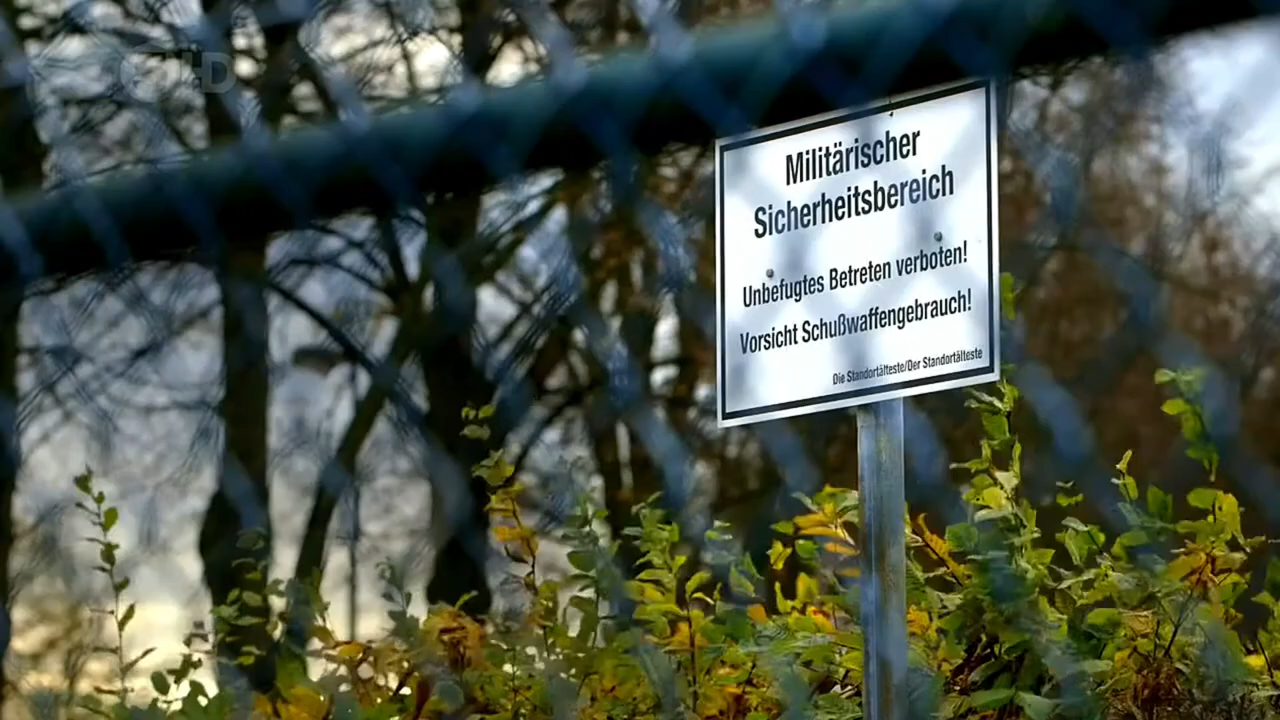 Militärischer
Sicherheitsbereich
Unbefugtes Betreten verboten!
Vorsicht Schußwaffengebrauch!
Die Standortälteste/Der Standortälteste